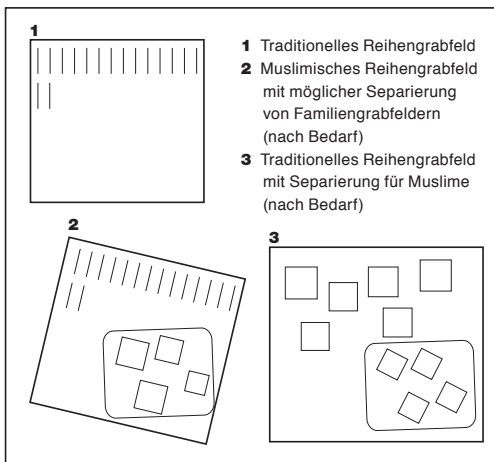 1
1 Traditionelles Reihengrabfeld
2 Muslimisches Reihengrabfeld
mit möglicher Separierung
von Familiengrabfeldern
(nach Bedarf)
3 Traditionelles Reihengrabfeld
mit Separierung für Muslime
(nach Bedarf)
2
3